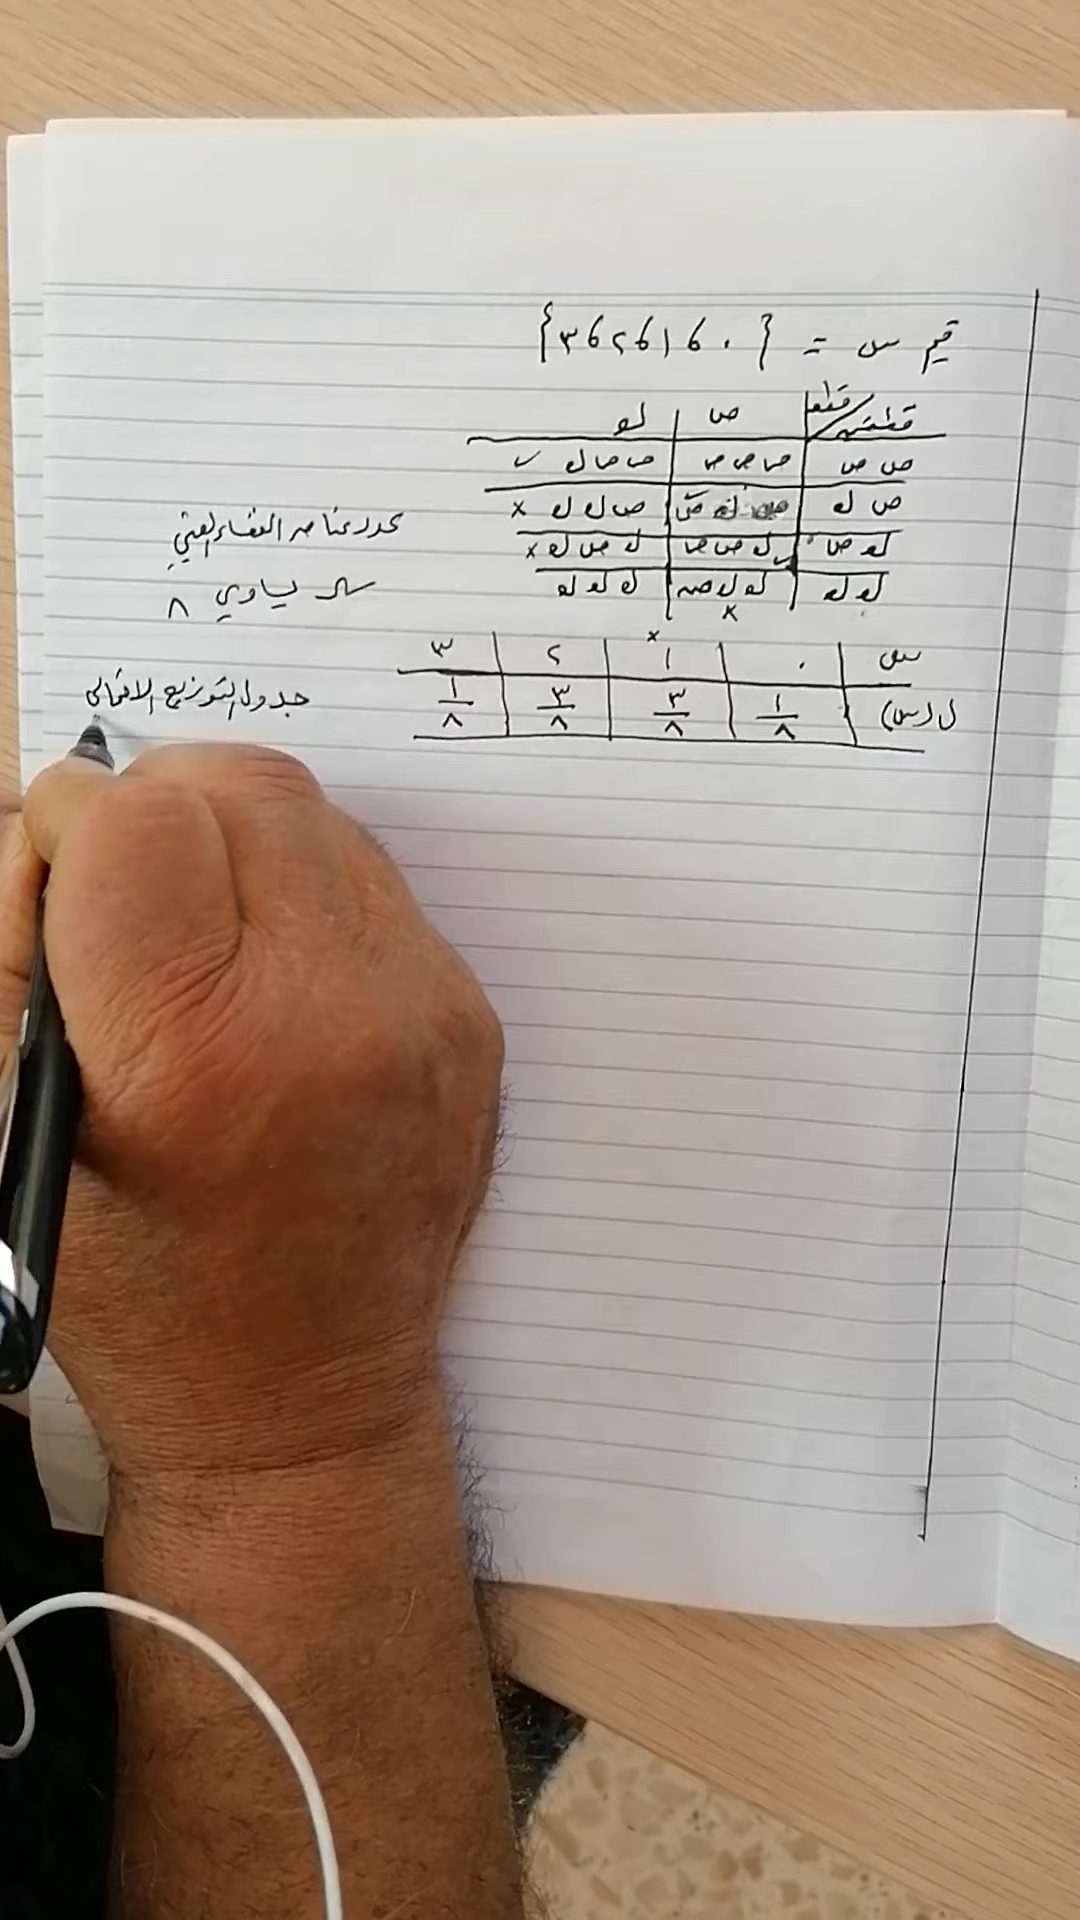 قيم س = { ٠ ، ١ ، ٢ ، ٣ }
قطعتين / قطعة | ص | ك
ص ص | ص ص ص | ص ص ك ✓
ص ك | ص ك ص | ص ك ك ×
ك ص | ك ص ص | ك ص ك ×
ك ك | ك ك ص × | ك ك ك
عدد عناصر الفضاء العيني
يساوي ٨
س | ٠ | ١ × | ٢ | ٣
ل(س) | ١/٨ | ٣/٨ | ٣/٨ | ١/٨
جدول التوزيع الاحتمالي